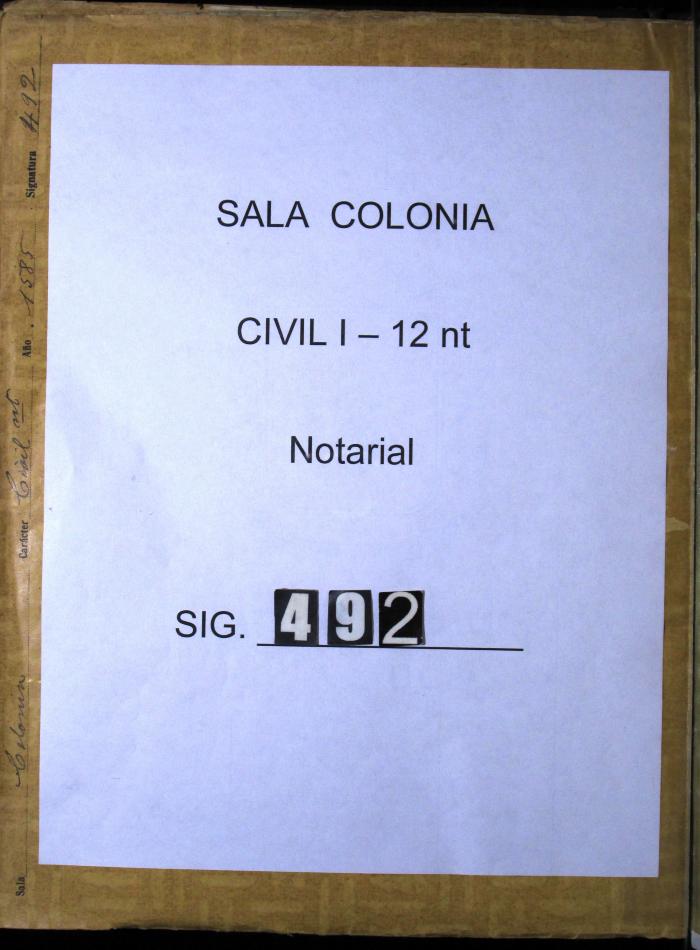 SALA COLONIA
CIVIL I – 12 nt
Notarial
SIG. 492
Sala Colonia Carácter Civil nt Año 1585 Signatura 492